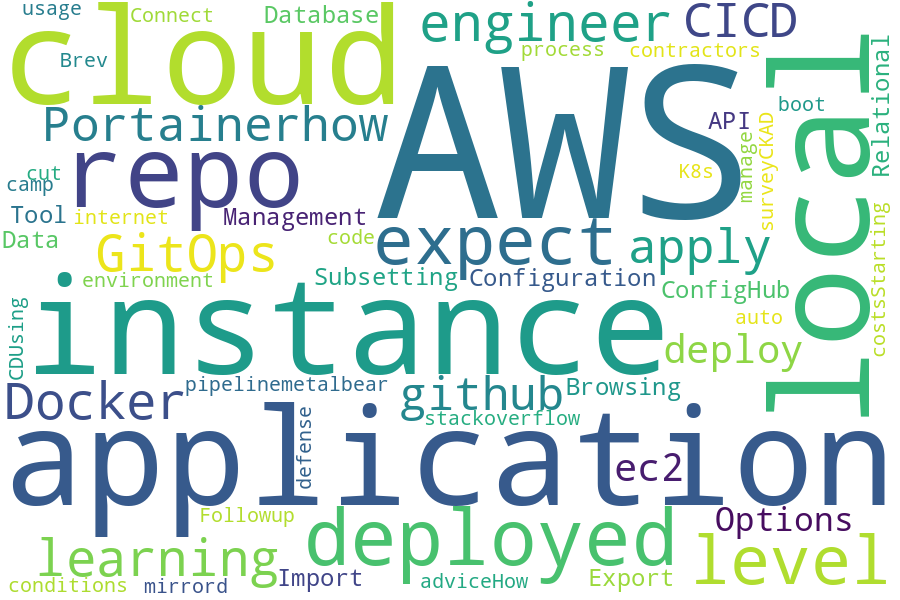 usage
Connect
Database
engineer
CICD
cloud
process
contractors
Brev
AWS
local
Relational
Portainerhow
API
boot
manage
surveyCKAD
repo
K8s
cut
camp
Tool
internet
Management
Data
GitOps
code
expect
apply
costsStarting
environment
Subsetting
Configuration
ConfigHub
instance
CDUsing
auto
deploy
Docker
pipelinemetalbear
github
Browsing
stackoverflow
application
defense
ec2
Followup
deployed
Options
learning
level
conditions
mirrord
Import
adviceHow
Export